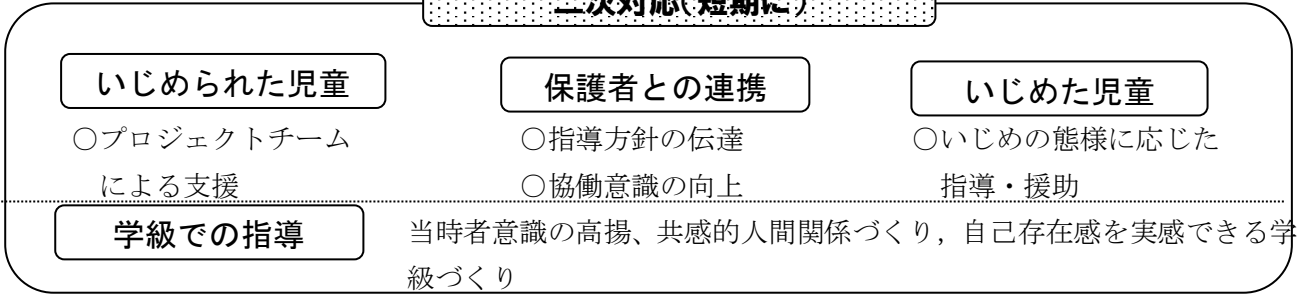 二次対応(短期に)
いじめられた児童
○プロジェクトチーム
による支援
保護者との連携
○指導方針の伝達
○協働意識の向上
いじめた児童
○いじめの態様に応じた
指導・援助
学級での指導
当時者意識の高揚、共感的人間関係づくり，自己存在感を実感できる学
級づくり